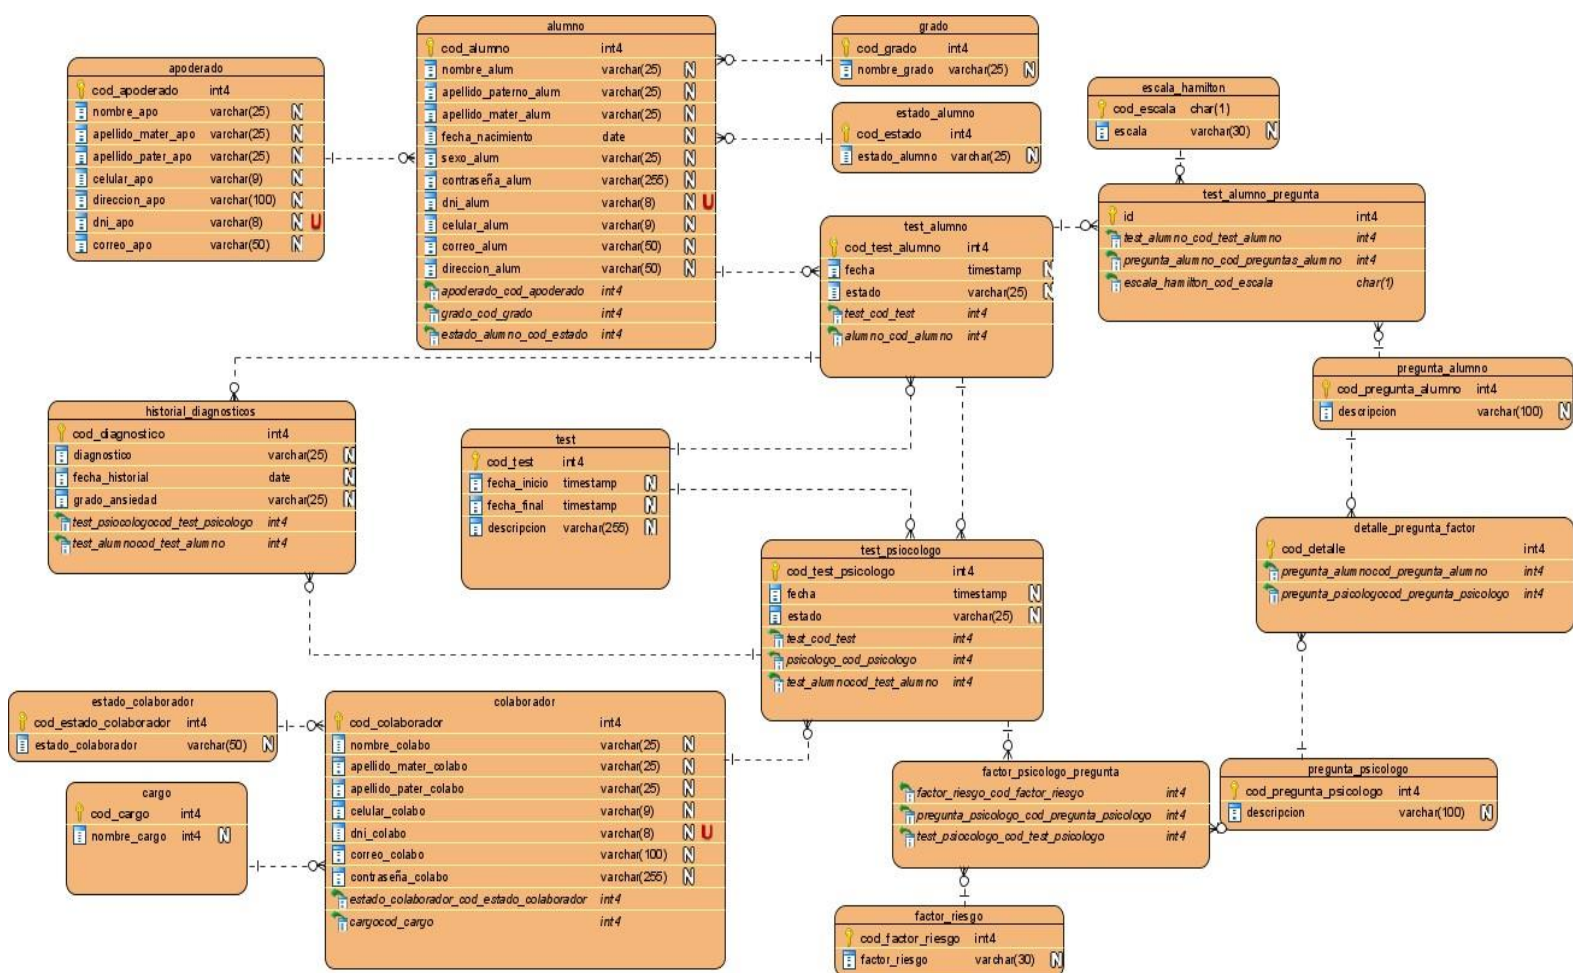 apoderado
cod_apoderado int4
nombre_apo varchar(25) N
apellido_mater_apo varchar(25) N
apellido_pater_apo varchar(25) N
celular_apo varchar(9) N
direccion_apo varchar(100) N
dni_apo varchar(8) N U
correo_apo varchar(50) N
alumno
cod_alumno int4
nombre_alum varchar(25) N
apellido_paterno_alum varchar(25) N
apellido_mater_alum varchar(25) N
fecha_nacimiento date N
sexo_alum varchar(25) N
contraseña_alum varchar(255) N
dni_alum varchar(8) N U
celular_alum varchar(9) N
correo_alum varchar(50) N
direccion_alum varchar(50) N
apoderado_cod_apoderado int4
grado_cod_grado int4
estado_alumno_cod_estado int4
grado
cod_grado int4
nombre_grado varchar(25) N
estado_alumno
cod_estado int4
estado_alumno varchar(25) N
escala_hamilton
cod_escala char(1)
escala varchar(30) N
test_alumno_pregunta
id int4
test_alumno_cod_test_alumno int4
pregunta_alumno_cod_preguntas_alumno int4
escala_hamilton_cod_escala char(1)
test_alumno
cod_test_alumno int4
fecha timestamp N
estado varchar(25) N
test_cod_test int4
alumno_cod_alumno int4
pregunta_alumno
cod_pregunta_alumno int4
descripcion varchar(100) N
historial_diagnosticos
cod_diagnostico int4
diagnostico varchar(25) N
fecha_historial date N
grado_ansiedad varchar(25) N
test_psiocologocod_test_psicologo int4
test_alumnocod_test_alumno int4
test
cod_test int4
fecha_inicio timestamp N
fecha_final timestamp N
descripcion varchar(255) N
detalle_pregunta_factor
cod_detalle int4
pregunta_alumnocod_pregunta_alumno int4
pregunta_psicologocod_pregunta_psicologo int4
test_psiocologo
cod_test_psicologo int4
fecha timestamp N
estado varchar(25) N
test_cod_test int4
psicologo_cod_psicologo int4
test_alumnocod_test_alumno int4
estado_colaborador
cod_estado_colaborador int4
estado_colaborador varchar(50) N
cargo
cod_cargo int4
nombre_cargo int4 N
colaborador
cod_colaborador int4
nombre_colabo varchar(25) N
apellido_mater_colabo varchar(25) N
apellido_pater_colabo varchar(25) N
celular_colabo varchar(9) N
dni_colabo varchar(8) N U
correo_colabo varchar(100) N
contraseña_colabo varchar(255) N
estado_colaborador_cod_estado_colaborador int4
cargocod_cargo int4
factor_psicologo_pregunta
factor_riesgo_cod_factor_riesgo int4
pregunta_psicologo_cod_pregunta_psicologo int4
test_psiocologo_cod_test_psicologo int4
pregunta_psicologo
cod_pregunta_psicologo int4
descripcion varchar(100) N
factor_riesgo
cod_factor_riesgo int4
factor_riesgo varchar(30) N